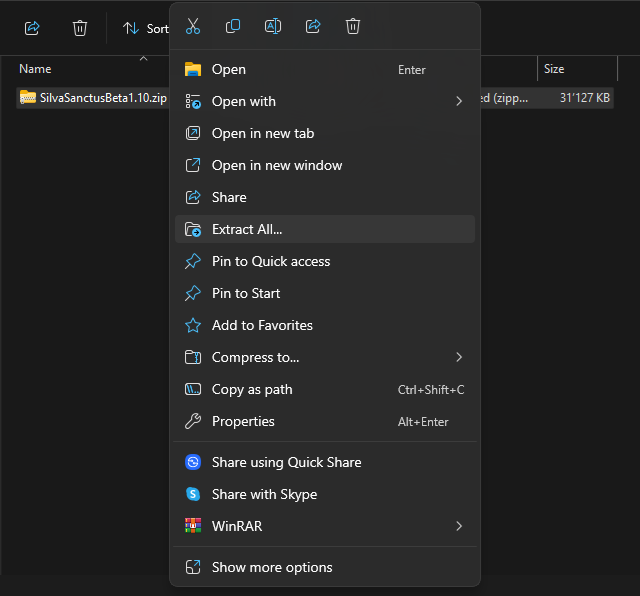 Sort
Name
Size
SilvaSanctusBeta1.10.zip
ed (zipp...
31'127 KB
Open Enter
Open with
Open in new tab
Open in new window
Share
Extract All...
Pin to Quick access
Pin to Start
Add to Favorites
Compress to...
Copy as path Ctrl+Shift+C
Properties Alt+Enter
Share using Quick Share
Share with Skype
WinRAR
Show more options